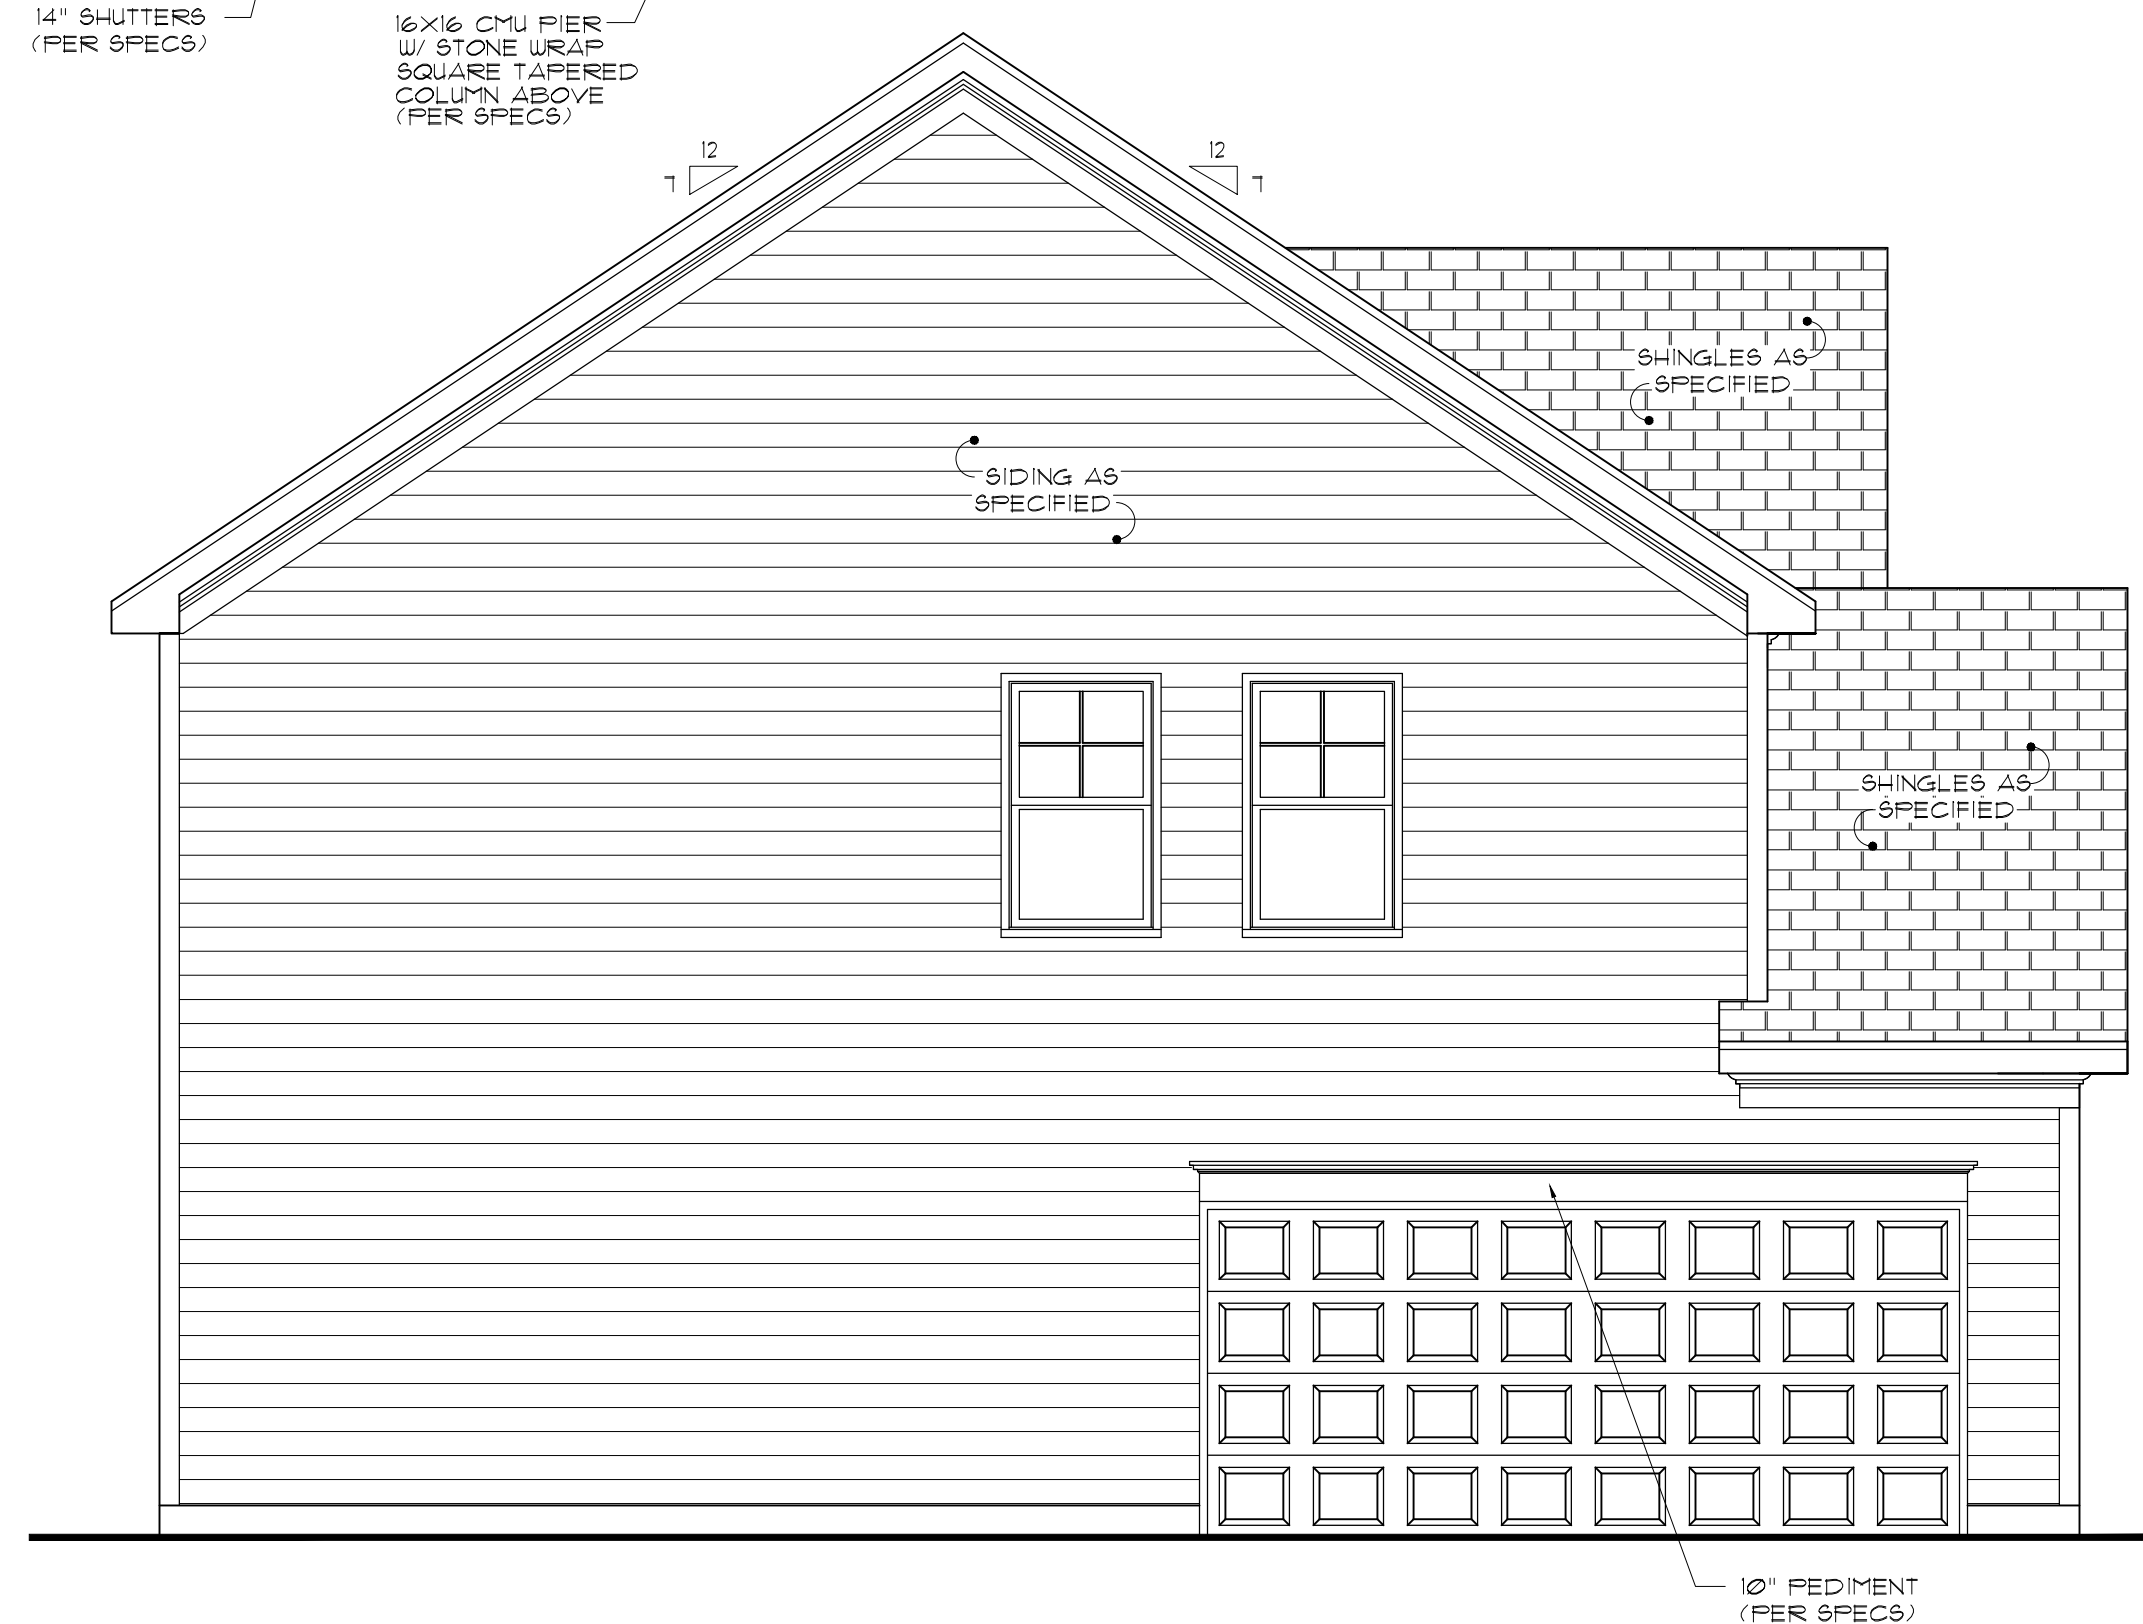 14" SHUTTERS
(PER SPECS)
16X16 CMU PIER
W/ STONE WRAP
SQUARE TAPERED
COLUMN ABOVE
(PER SPECS)
12
7
12
7
SHINGLES AS
SPECIFIED
SIDING AS
SPECIFIED
SHINGLES AS
SPECIFIED
10" PEDIMENT
(PER SPECS)